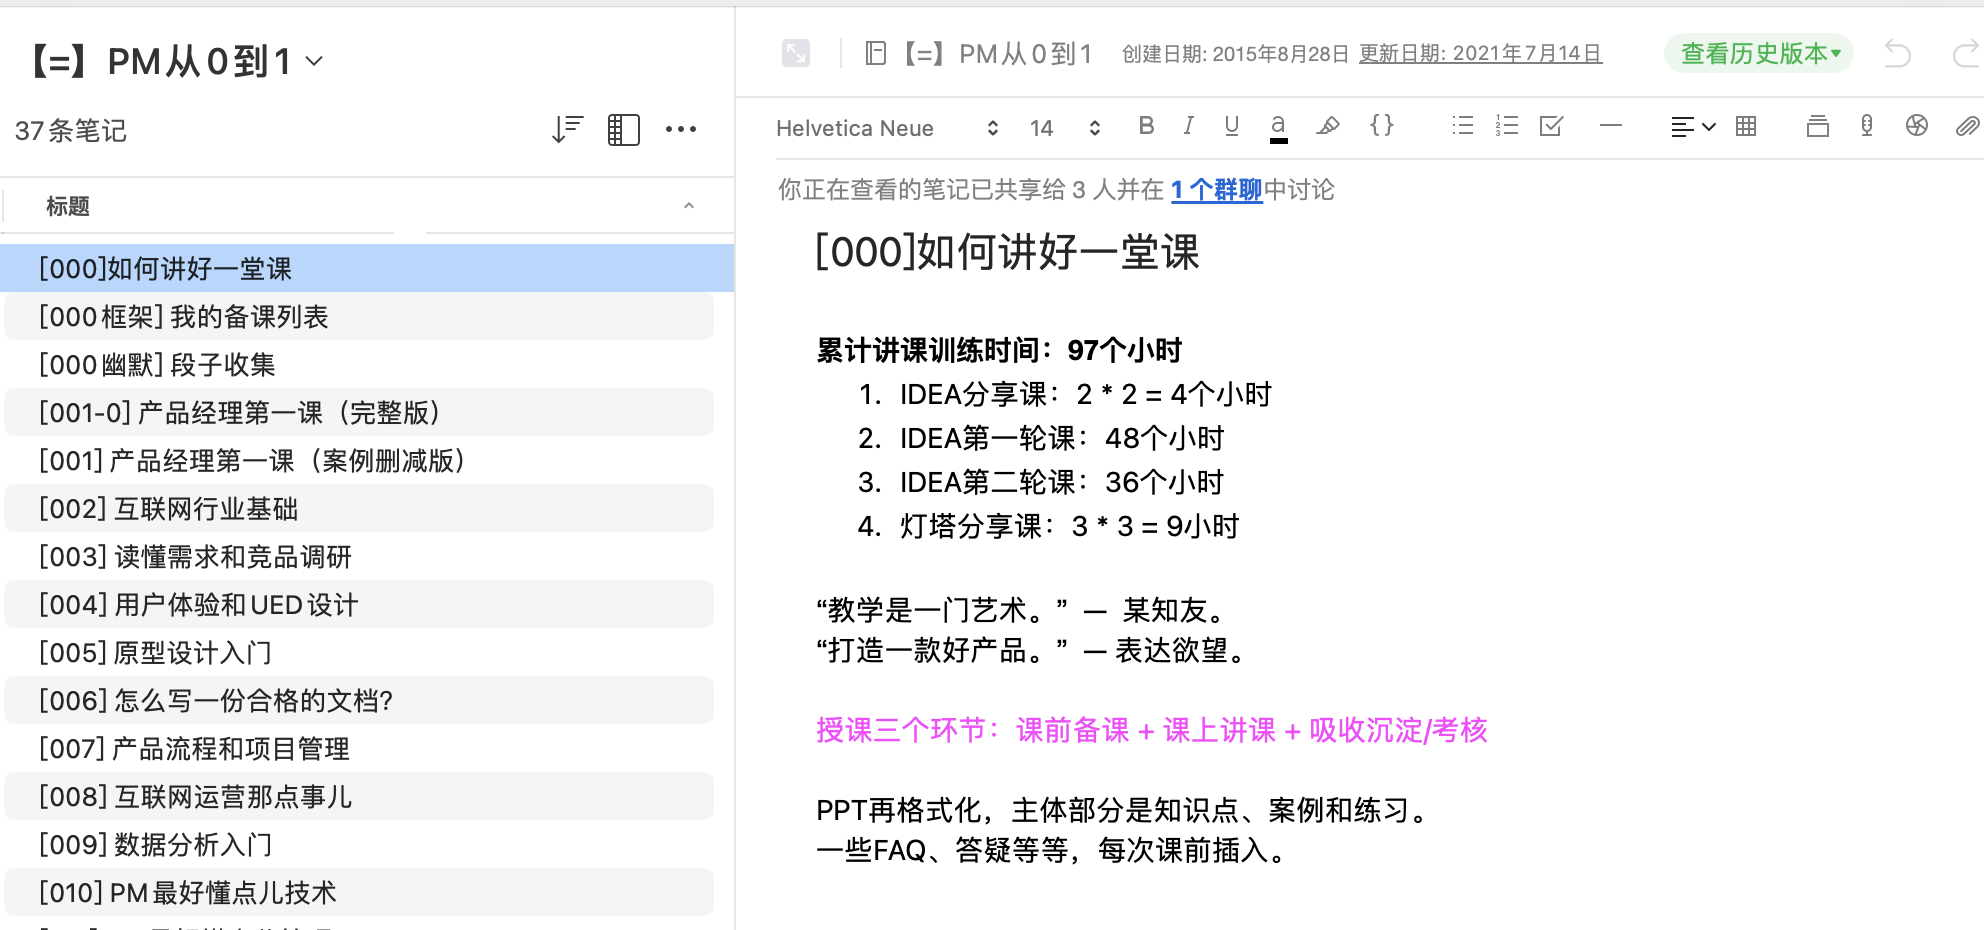 【=】PM从0到1
37条笔记
标题
[000]如何讲好一堂课
[000框架] 我的备课列表
[000幽默] 段子收集
[001-0] 产品经理第一课（完整版）
[001] 产品经理第一课（案例删减版）
[002] 互联网行业基础
[003] 读懂需求和竞品调研
[004] 用户体验和UED设计
[005] 原型设计入门
[006] 怎么写一份合格的文档?
[007] 产品流程和项目管理
[008] 互联网运营那点事儿
[009] 数据分析入门
[010] PM最好懂点儿技术
【=】PM从0到1 创建日期: 2015年8月28日 更新日期: 2021年7月14日 查看历史版本▾
Helvetica Neue 14 B I U a {}
你正在查看的笔记已共享给 3 人并在 1 个群聊中讨论
[000]如何讲好一堂课
累计讲课训练时间：97个小时
1. IDEA分享课：2 * 2 = 4个小时
2. IDEA第一轮课：48个小时
3. IDEA第二轮课：36个小时
4. 灯塔分享课：3 * 3 = 9小时
“教学是一门艺术。” — 某知友。
“打造一款好产品。” — 表达欲望。
授课三个环节：课前备课 + 课上讲课 + 吸收沉淀/考核
PPT再格式化，主体部分是知识点、案例和练习。
一些FAQ、答疑等等，每次课前插入。